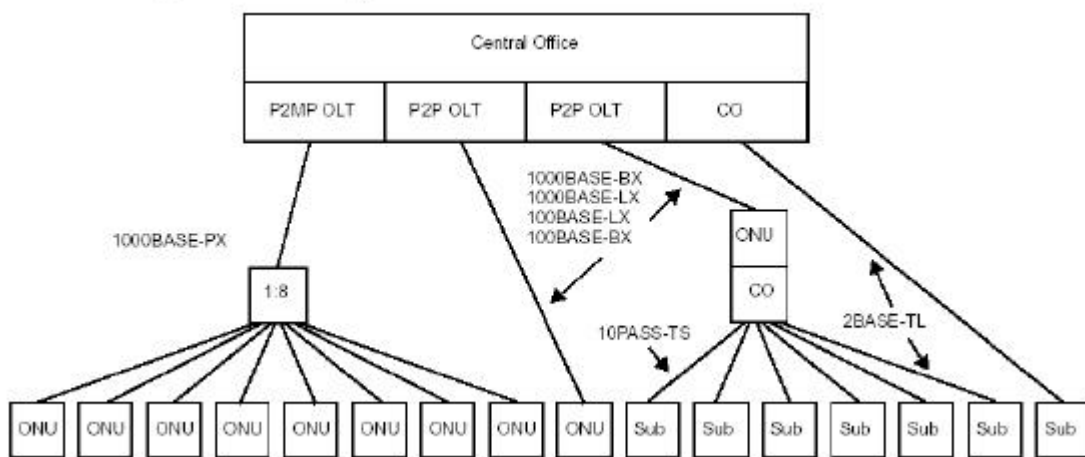 Central Office
P2MP OLT
P2P OLT
P2P OLT
CO
1000BASE-BX
1000BASE-LX
100BASE-LX
100BASE-BX
1000BASE-PX
ONU
1:8
CO
10PASS-TS
2BASE-TL
ONU
ONU
ONU
ONU
ONU
ONU
ONU
ONU
ONU
Sub
Sub
Sub
Sub
Sub
Sub
Sub